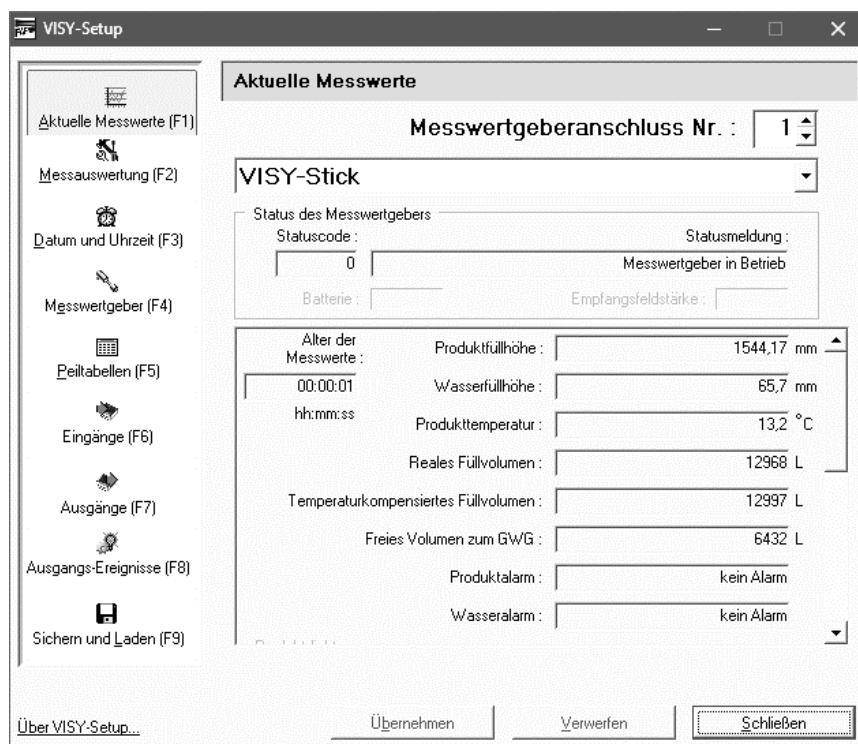 VISY-Setup
Aktuelle Messwerte (F1)
Messauswertung (F2)
Datum und Uhrzeit (F3)
Messwertgeber (F4)
Peiltabellen (F5)
Eingänge (F6)
Ausgänge (F7)
Ausgangs-Ereignisse (F8)
Sichern und Laden (F9)
Über VISY-Setup...
Aktuelle Messwerte
Messwertgeberanschluss Nr. : 1
VISY-Stick
Status des Messwertgebers
Statuscode : Statusmeldung :
0 Messwertgeber in Betrieb
Batterie : Empfangsfeldstärke :
Alter der
Messwerte :
00:00:01
hh:mm:ss
Produktfüllhöhe : 1544,17 mm
Wasserfüllhöhe : 65,7 mm
Produkttemperatur : 13,2 °C
Reales Füllvolumen : 12968 L
Temperaturkompensiertes Füllvolumen : 12997 L
Freies Volumen zum GWG : 6432 L
Produktalarm : kein Alarm
Wasseralarm : kein Alarm
Übernehmen Verwerfen Schließen